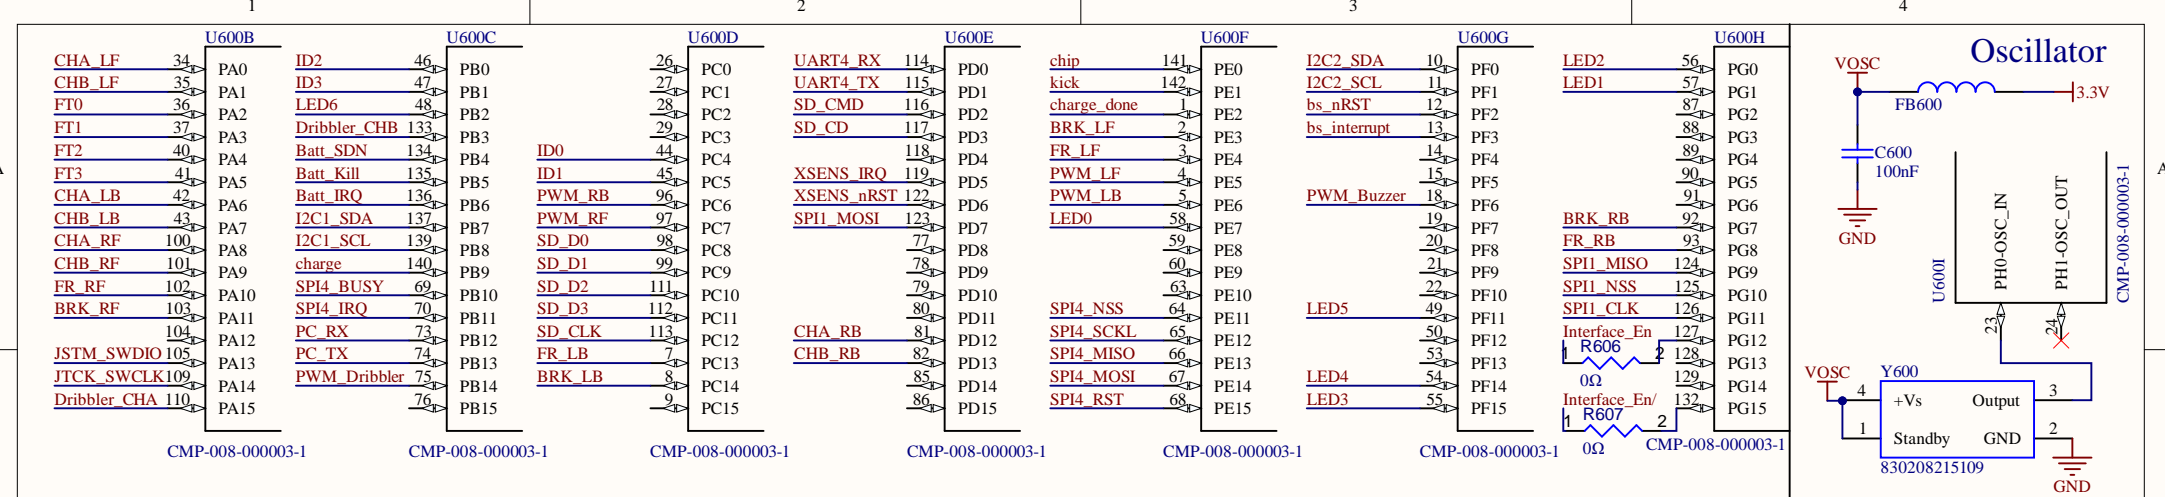 1 2 3 4
A A
U600B
CHA_LF 34 PA0
CHB_LF 35 PA1
FT0 36 PA2
FT1 37 PA3
FT2 40 PA4
FT3 41 PA5
CHA_LB 42 PA6
CHB_LB 43 PA7
CHA_RF 100 PA8
CHB_RF 101 PA9
FR_RF 102 PA10
BRK_RF 103 PA11
104 PA12
JSTM_SWDIO 105 PA13
JTCK_SWCLK 109 PA14
Dribbler_CHA 110 PA15
CMP-008-000003-1
U600C
ID2 46 PB0
ID3 47 PB1
LED6 48 PB2
Dribbler_CHB 133 PB3
Batt_SDN 134 PB4
Batt_Kill 135 PB5
Batt_IRQ 136 PB6
I2C1_SDA 137 PB7
I2C1_SCL 139 PB8
charge 140 PB9
SPI4_BUSY 69 PB10
SPI4_IRQ 70 PB11
PC_RX 73 PB12
PC_TX 74 PB13
PWM_Dribbler 75 PB14
76 PB15
CMP-008-000003-1
U600D
26 PC0
27 PC1
28 PC2
29 PC3
ID0 44 PC4
ID1 45 PC5
PWM_RB 96 PC6
PWM_RF 97 PC7
SD_D0 98 PC8
SD_D1 99 PC9
SD_D2 111 PC10
SD_D3 112 PC11
SD_CLK 113 PC12
FR_LB 7 PC13
BRK_LB 8 PC14
9 PC15
CMP-008-000003-1
U600E
UART4_RX 114 PD0
UART4_TX 115 PD1
SD_CMD 116 PD2
SD_CD 117 PD3
118 PD4
XSENS_IRQ 119 PD5
XSENS_nRST 122 PD6
SPI1_MOSI 123 PD7
77 PD8
78 PD9
79 PD10
80 PD11
CHA_RB 81 PD12
CHB_RB 82 PD13
85 PD14
86 PD15
CMP-008-000003-1
U600F
chip 141 PE0
kick 142 PE1
charge_done 1 PE2
BRK_LF 2 PE3
FR_LF 3 PE4
PWM_LF 4 PE5
PWM_LB 5 PE6
LED0 58 PE7
59 PE8
60 PE9
63 PE10
SPI4_NSS 64 PE11
SPI4_SCKL 65 PE12
SPI4_MISO 66 PE13
SPI4_MOSI 67 PE14
SPI4_RST 68 PE15
CMP-008-000003-1
U600G
I2C2_SDA 10 PF0
I2C2_SCL 11 PF1
bs_nRST 12 PF2
bs_interrupt 13 PF3
14 PF4
15 PF5
PWM_Buzzer 18 PF6
19 PF7
20 PF8
21 PF9
22 PF10
LED5 49 PF11
50 PF12
53 PF13
LED4 54 PF14
LED3 55 PF15
CMP-008-000003-1
U600H
LED2 56 PG0
LED1 57 PG1
87 PG2
88 PG3
89 PG4
90 PG5
91 PG6
BRK_RB 92 PG7
FR_RB 93 PG8
SPI1_MISO 124 PG9
SPI1_NSS 125 PG10
SPI1_CLK 126 PG11
Interface_En 127 PG12
1 R606 2 128 PG13
0Ω 129 PG14
Interface_En/ 132 PG15
1 R607 2
0Ω
CMP-008-000003-1
Oscillator
VOSC
FB600 3.3V
C600
100nF
GND
U600I
PH0-OSC_IN
PH1-OSC_OUT
CMP-008-000003-1
23 24
VOSC
Y600
4 +Vs Output 3
1 Standby GND 2
830208215109
GND